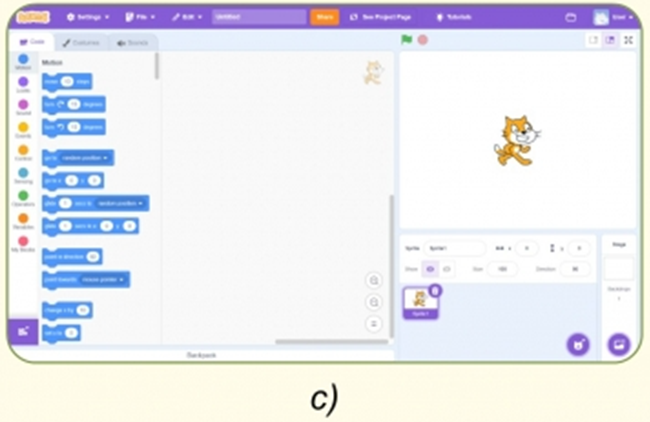 Settings File Edit Untitled Share See Project Page Tutorials
Code Costumes Sounds
Motion
Looks
Sound
Events
Control
Sensing
Operators
Variables
My Blocks
Motion
move 10 steps
turn 15 degrees
turn 15 degrees
go to random position
go to x 0 y 0
glide 1 secs to random position
glide 1 secs to x 0 y 0
point in direction 90
point towards mouse-pointer
change x by 10
set x to 0
Backpack
Sprite Sprite1 x 0 y 0
Show Size 100 Direction 90
Sprite1
Stage
Backdrops
c)